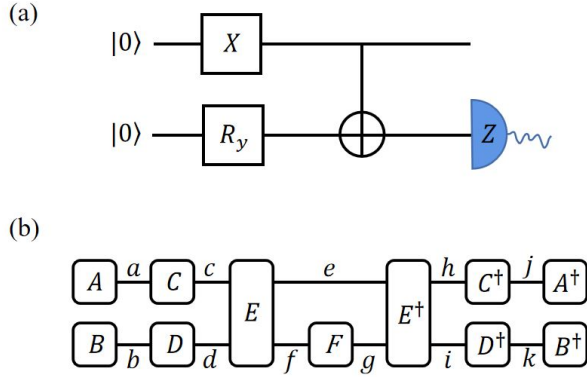 (a)
|0⟩ X
|0⟩ R_y Z
(b)
a c e h j
A C C† A†
E E†
B D F D† B†
b d f g i k